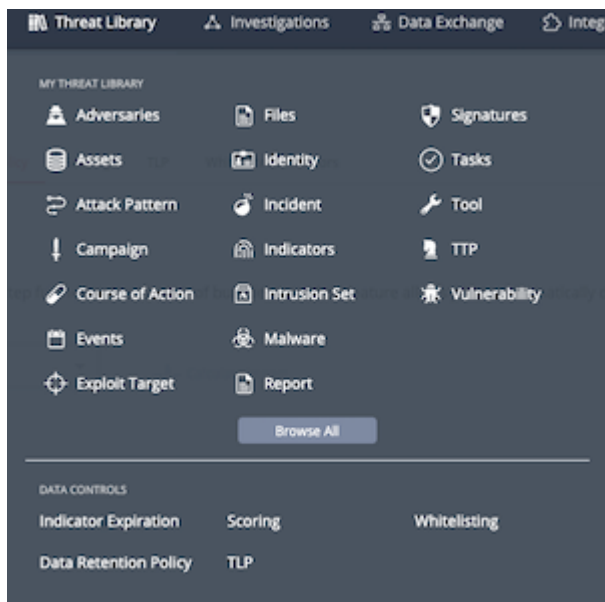 Threat Library Investigations Data Exchange Integ
MY THREAT LIBRARY
Adversaries Files Signatures
Assets Identity Tasks
Attack Pattern Incident Tool
Campaign Indicators TTP
Course of Action Intrusion Set Vulnerability
Events Malware
Exploit Target Report
Browse All
DATA CONTROLS
Indicator Expiration Scoring Whitelisting
Data Retention Policy TLP